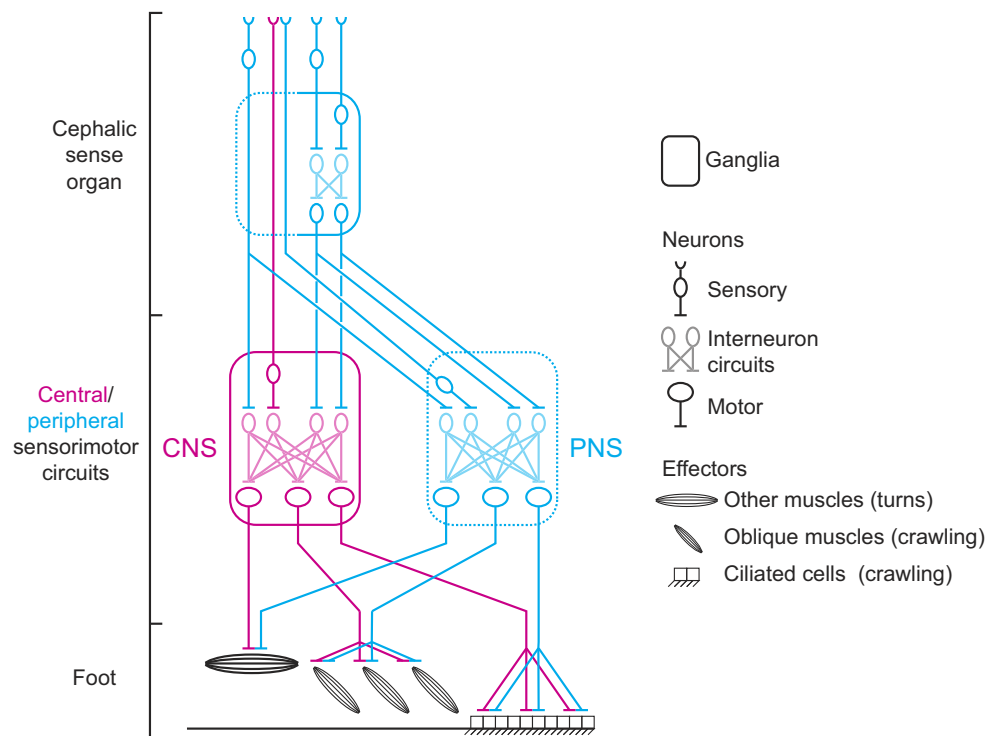 Cephalic
sense
organ
Central/
peripheral
sensorimotor
circuits
CNS
PNS
Foot
Ganglia
Neurons
Sensory
Interneuron
circuits
Motor
Effectors
Other muscles (turns)
Oblique muscles (crawling)
Ciliated cells (crawling)